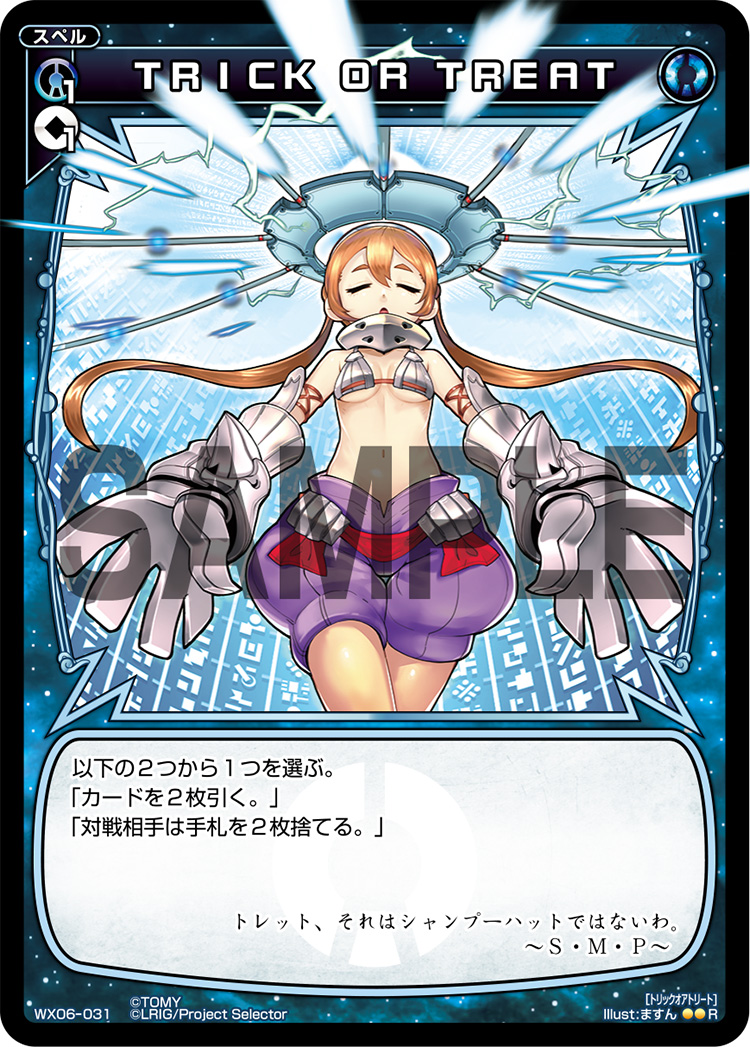 スペル
TRICK OR TREAT
1
1
SAMPLE
以下の２つから１つを選ぶ。
「カードを２枚引く。」
「対戦相手は手札を２枚捨てる。」
トレット、それはシャンプーハットではないわ。
～Ｓ・Ｍ・Ｐ～
©TOMY
[トリックオアトリート]
WX06-031 ©LRIG/Project Selector
Illust:ますん R